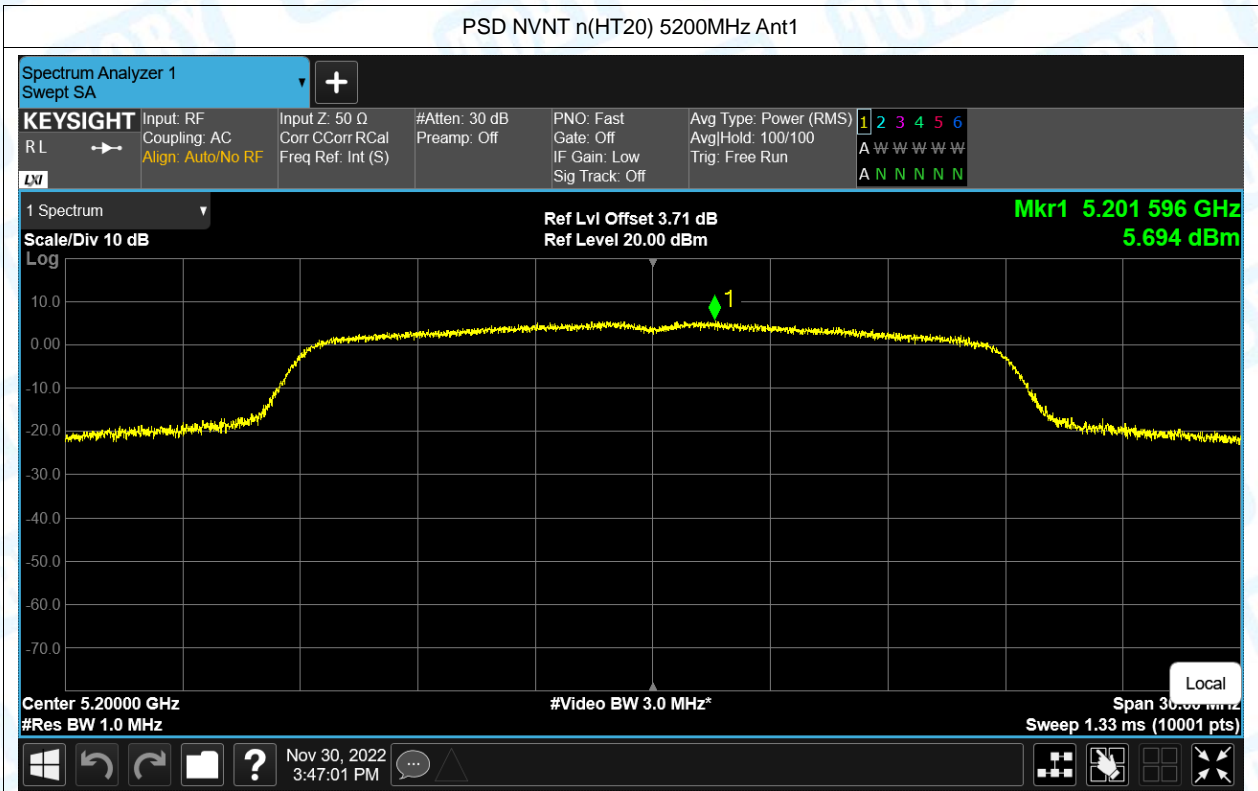 PSD NVNT n(HT20) 5200MHz Ant1
Spectrum Analyzer 1
Swept SA
KEYSIGHT
RL
LXI
Input: RF
Coupling: AC
Align: Auto/No RF
Input Z: 50 Ω
Corr CCorr RCal
Freq Ref: Int (S)
#Atten: 30 dB
Preamp: Off
PNO: Fast
Gate: Off
IF Gain: Low
Sig Track: Off
Avg Type: Power (RMS)
Avg|Hold: 100/100
Trig: Free Run
1 2 3 4 5 6
A W W W W W
A N N N N N
1 Spectrum
Scale/Div 10 dB
Log
Ref Lvl Offset 3.71 dB
Ref Level 20.00 dBm
Mkr1 5.201 596 GHz
5.694 dBm
1
10.0
0.00
-10.0
-20.0
-30.0
-40.0
-50.0
-60.0
-70.0
Local
Center 5.20000 GHz
#Video BW 3.0 MHz*
Span 30.00 MHz
#Res BW 1.0 MHz
Sweep 1.33 ms (10001 pts)
?
Nov 30, 2022
3:47:01 PM